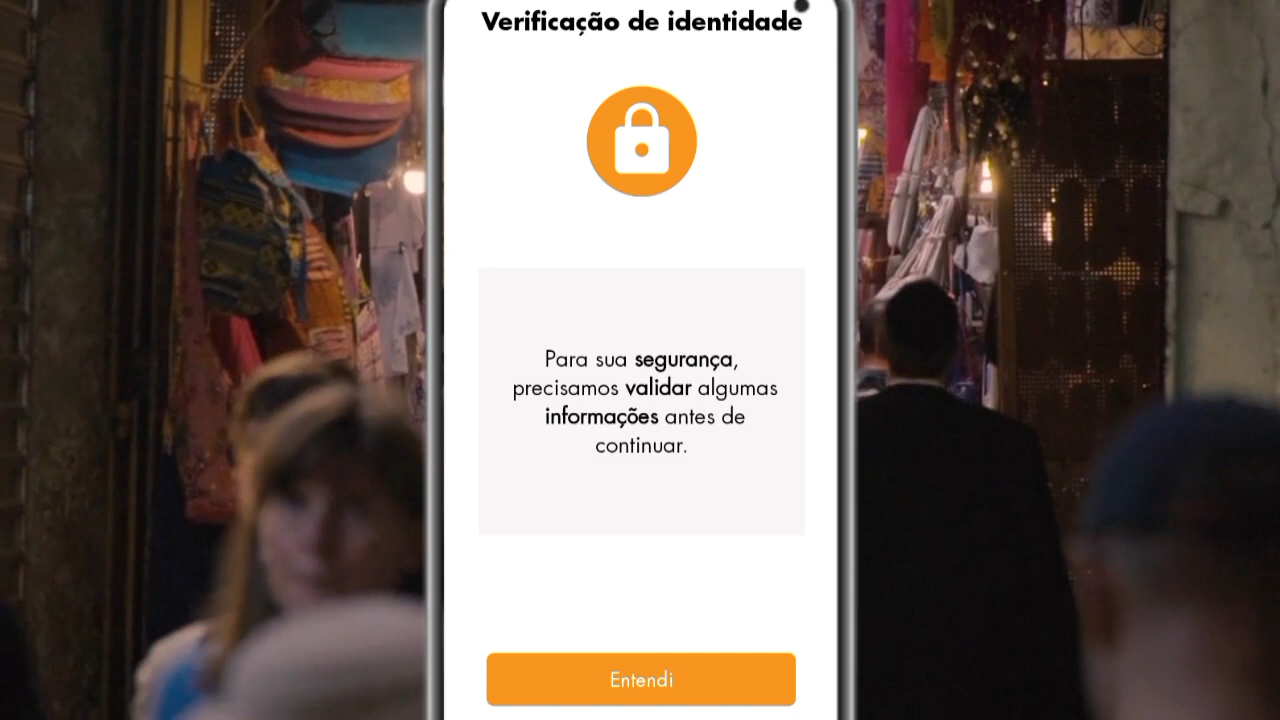 Verificação de identidade
Para sua segurança,
precisamos validar algumas
informações antes de
continuar.
Entendi